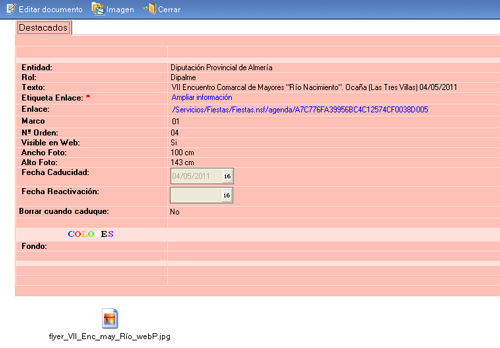 Editar documento Imagen Cerrar
Destacados
Entidad: Diputación Provincial de Almería
Rol: Dipalme
Texto: VII Encuentro Comarcal de Mayores "Río Nacimiento". Ocaña (Las Tres Villas) 04/05/2011
Etiqueta Enlace: * Ampliar información
Enlace: /Servicios/Fiestas/Fiestas.nsf/agenda/A7C776FA39956BC4C12574CF0038D005
Marco 01
Nº Orden: 04
Visible en Web: Si
Ancho Foto: 100 cm
Alto Foto: 143 cm
Fecha Caducidad: 04/05/2011 16
Fecha Reactivación: 16
Borrar cuando caduque: No
COLO ES
Fondo:
flyer_VII_Enc_may_Río_webP.jpg